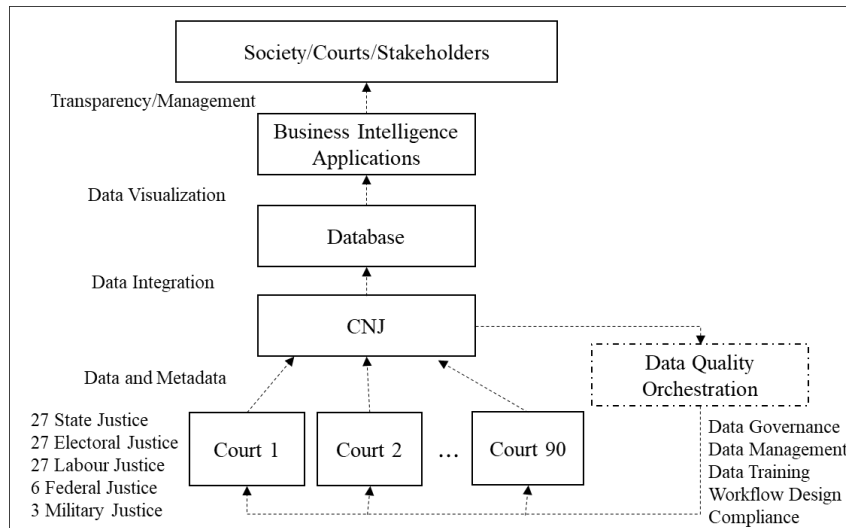 Society/Courts/Stakeholders
Transparency/Management
Business Intelligence
Applications
Data Visualization
Database
Data Integration
CNJ
Data Quality
Orchestration
Data and Metadata
27 State Justice
27 Electoral Justice
27 Labour Justice
6 Federal Justice
3 Military Justice
Court 1
Court 2
...
Court 90
Data Governance
Data Management
Data Training
Workflow Design
Compliance